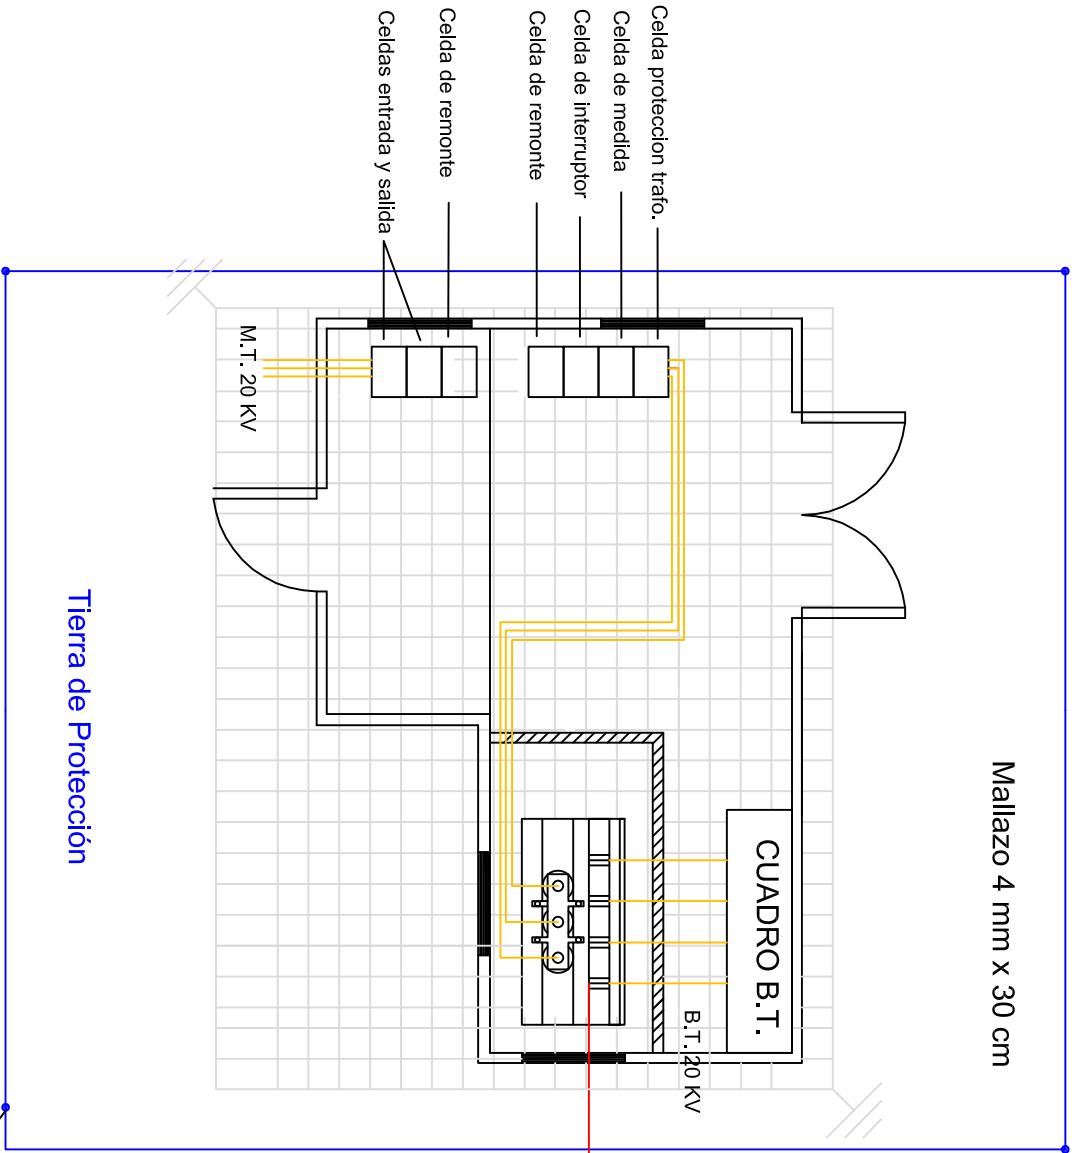 Celda proteccion trafo.
Celda de medida
Celda de interruptor
Celda de remonte
Celda de remonte
Celdas entrada y salida
M.T. 20 KV
Mallazo 4 mm x 30 cm
CUADRO B.T.
B.T. 20 KV
Tierra de Protección